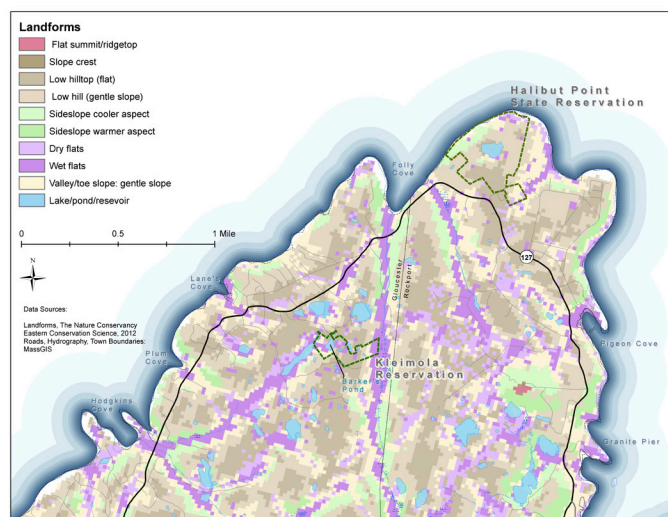 Landforms
Flat summit/ridgetop
Slope crest
Low hilltop (flat)
Low hill (gentle slope)
Sideslope cooler aspect
Sideslope warmer aspect
Dry flats
Wet flats
Valley/toe slope: gentle slope
Lake/pond/resevoir
0 0.5 1 Mile
N
Data Sources:
Landforms, The Nature Conservancy
Eastern Conservation Science, 2012
Roads, Hydrography, Town Boundaries:
MassGIS
Halibut Point
State Reservation
Folly
Cove
127
Gloucester
Rockport
Lane's
Cove
Pigeon Cove
Plum
Cove
Kleimola
Reservation
Barker's
Pond
Hodgkins
Cove
Granite Pier